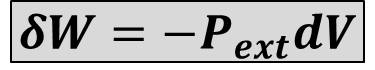 δW = −P_ext dV